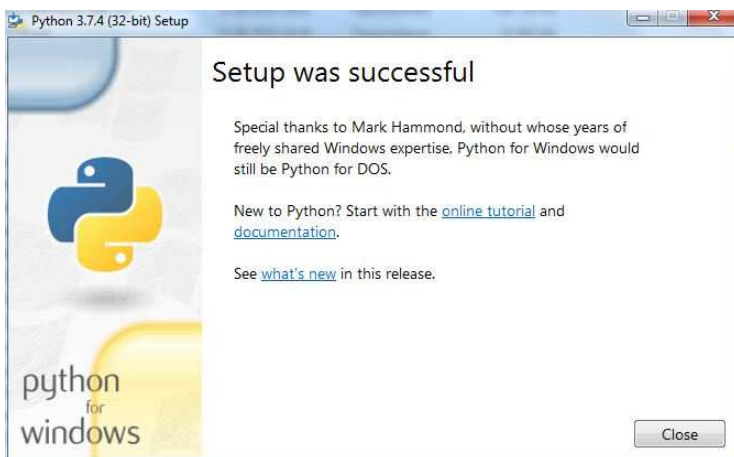 Python 3.7.4 (32-bit) Setup
Setup was successful
Special thanks to Mark Hammond, without whose years of
freely shared Windows expertise, Python for Windows would
still be Python for DOS.
New to Python? Start with the online tutorial and
documentation.
See what's new in this release.
python
for
windows
Close